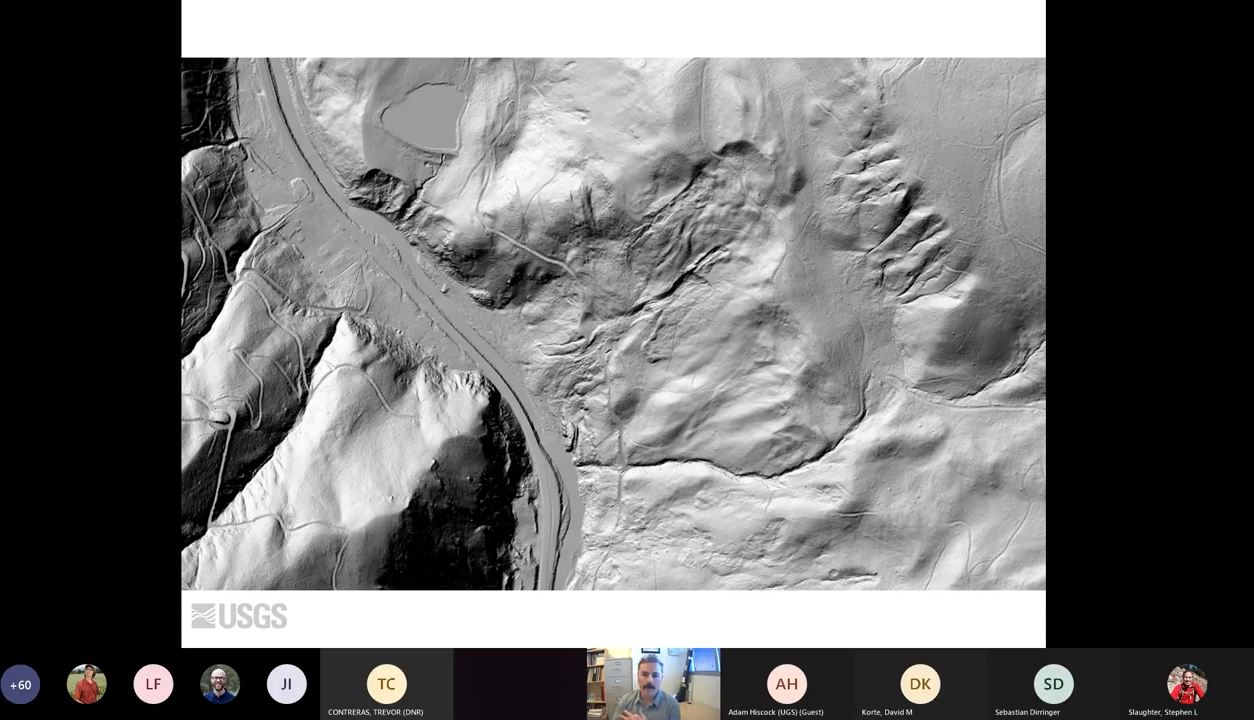 USGS
+60
LF
JI
TC
CONTRERAS, TREVOR (DNR)
AH
Adam Hiscock (UGS) (Guest)
DK
Korte, David M
SD
Sebastian Dirringer
Slaughter, Stephen L